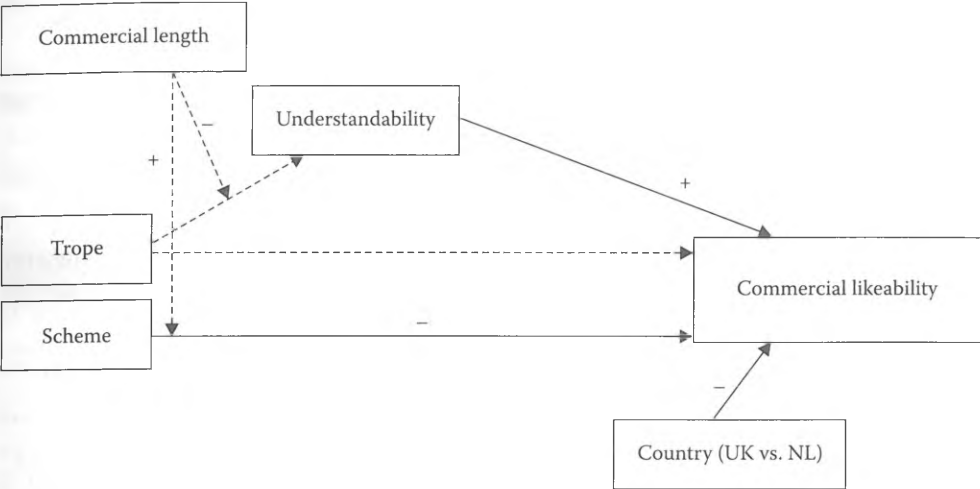 Commercial length
Understandability
–
+
+
Trope
Commercial likeability
Scheme
–
–
Country (UK vs. NL)